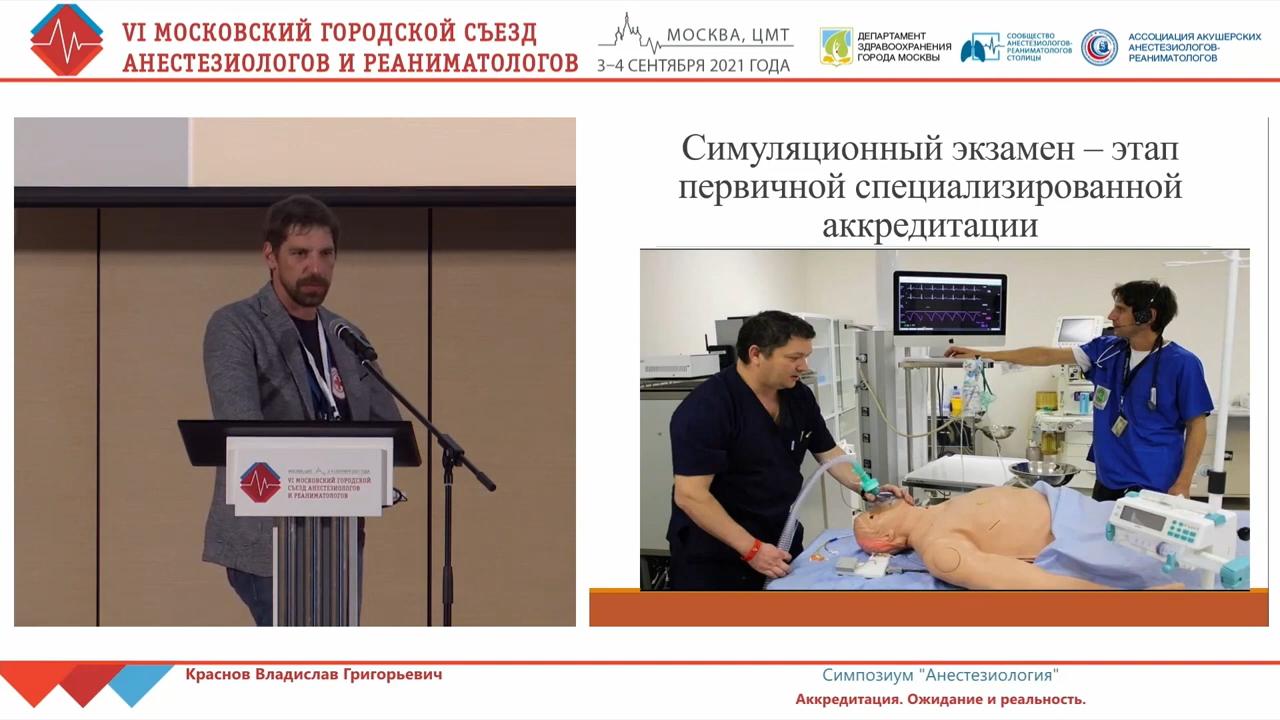 VI МОСКОВСКИЙ ГОРОДСКОЙ СЪЕЗД
АНЕСТЕЗИОЛОГОВ И РЕАНИМАТОЛОГОВ
МОСКВА, ЦМТ
3–4 СЕНТЯБРЯ 2021 ГОДА
ДЕПАРТАМЕНТ
ЗДРАВООХРАНЕНИЯ
ГОРОДА МОСКВЫ
СООБЩЕСТВО
АНЕСТЕЗИОЛОГОВ-
РЕАНИМАТОЛОГОВ
СТОЛИЦЫ
АССОЦИАЦИЯ АКУШЕРСКИХ
АНЕСТЕЗИОЛОГОВ-
РЕАНИМАТОЛОГОВ
Симуляционный экзамен – этап
первичной специализированной
аккредитации
VI МОСКОВСКИЙ ГОРОДСКОЙ
СЪЕЗД АНЕСТЕЗИОЛОГОВ
И РЕАНИМАТОЛОГОВ
Краснов Владислав Григорьевич
Симпозиум "Анестезиология"
Аккредитация. Ожидание и реальность.